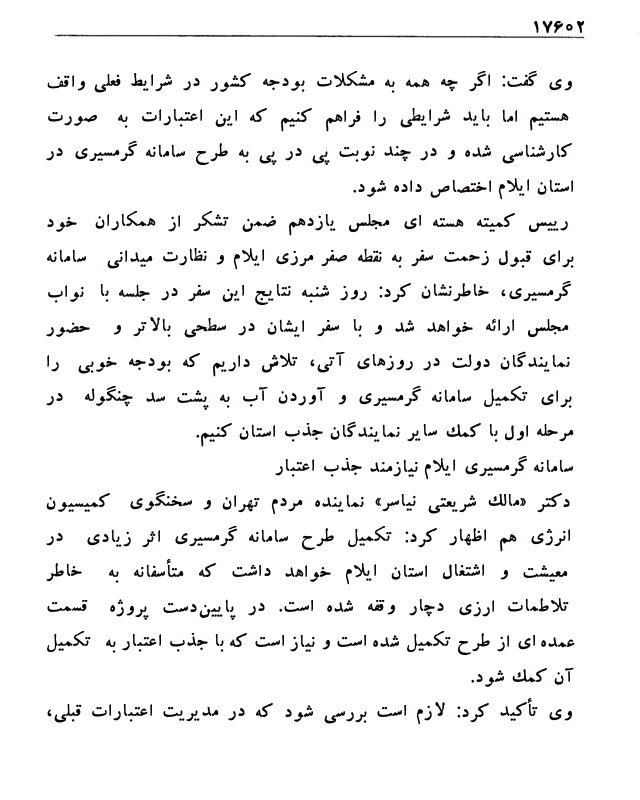 ۱۷۶۰۲
وی گفت: اگر چه همه به مشکلات بودجه کشور در شرایط فعلی واقف
هستیم اما باید شرایطی را فراهم کنیم که این اعتبارات به صورت
کارشناسی شده و در چند نوبت پی در پی به طرح سامانه گرمسیری در
استان ایلام اختصاص داده شود.
رییس کمیته هسته ای مجلس یازدهم ضمن تشکر از همکاران خود
برای قبول زحمت سفر به نقطه صفر مرزی ایلام و نظارت میدانی سامانه
گرمسیری، خاطرنشان کرد: روز شنبه نتایج این سفر در جلسه با نواب
مجلس ارائه خواهد شد و با سفر ایشان در سطحی بالاتر و حضور
نمایندگان دولت در روزهای آتی، تلاش داریم که بودجه خوبی را
برای تکمیل سامانه گرمسیری و آوردن آب به پشت سد چنگوله در
مرحله اول با کمك سایر نمایندگان جذب استان کنیم.
سامانه گرمسیری ایلام نیازمند جذب اعتبار
دکتر «مالك شریعتی نیاسر» نماینده مردم تهران و سخنگوی کمیسیون
انرژی هم اظهار کرد: تکمیل طرح سامانه گرمسیری اثر زیادی در
معیشت و اشتغال استان ایلام خواهد داشت که متأسفانه به خاطر
تلاطمات ارزی دچار وقفه شده است. در پایین‌دست پروژه قسمت
عمده ای از طرح تکمیل شده است و نیاز است که با جذب اعتبار به تکمیل
آن کمك شود.
وی تأکید کرد: لازم است بررسی شود که در مدیریت اعتبارات قبلی،